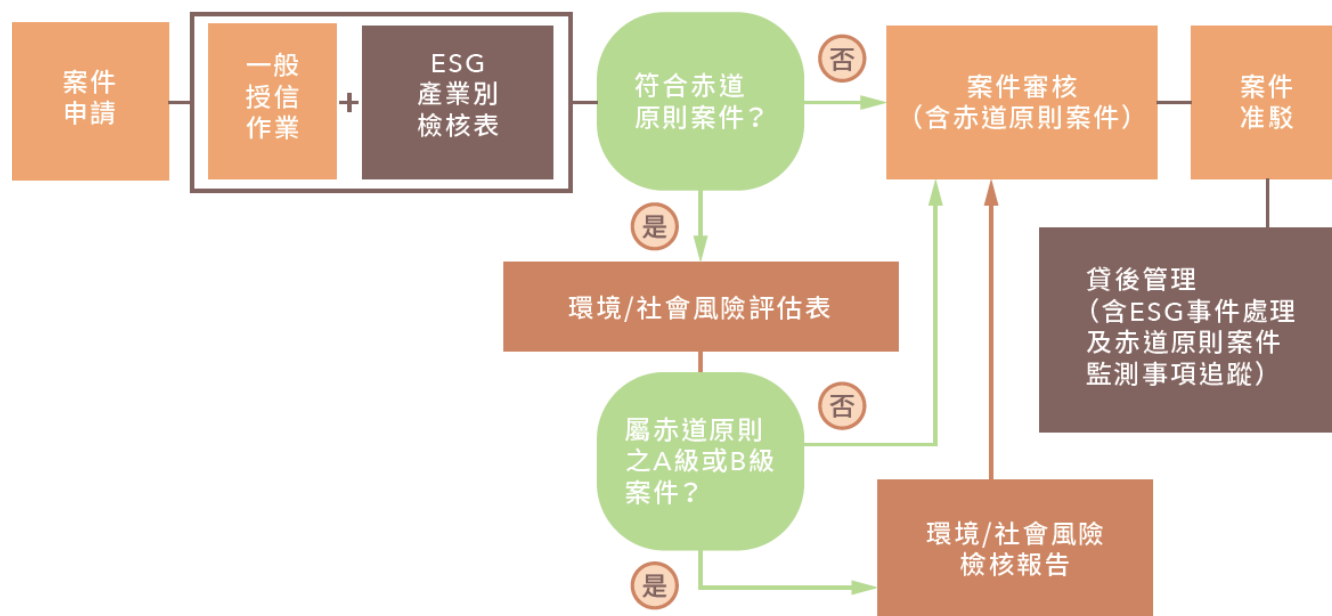 案件
申請
一般
授信
作業
+
ESG
產業別
檢核表
符合赤道
原則案件？
否
案件審核
（含赤道原則案件）
案件
准駁
是
環境/社會風險評估表
貸後管理
（含ESG事件處理
及赤道原則案件
監測事項追蹤）
屬赤道原則
之A級或B級
案件？
否
是
環境/社會風險
檢核報告